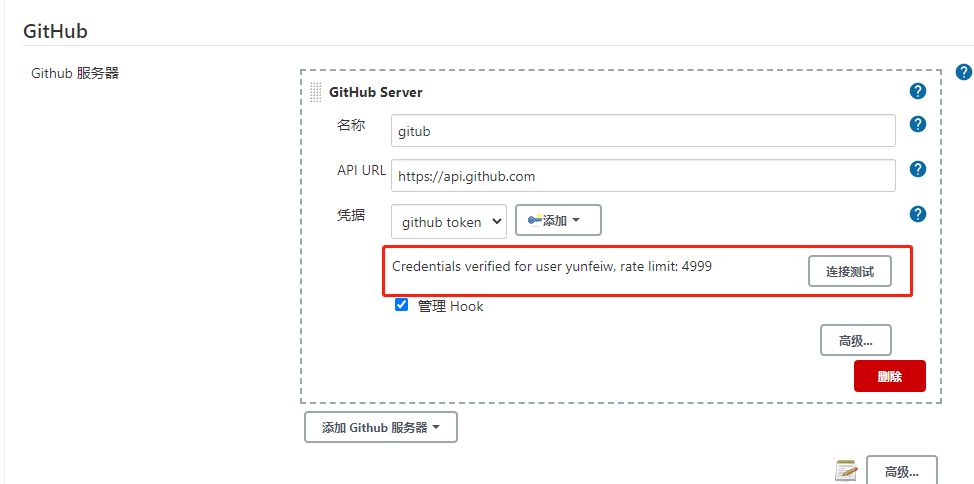 GitHub
Github 服务器
GitHub Server
名称
gitub
API URL
https://api.github.com
凭据
github token
添加
Credentials verified for user yunfeiw, rate limit: 4999
连接测试
管理 Hook
高级...
删除
添加 Github 服务器
高级...